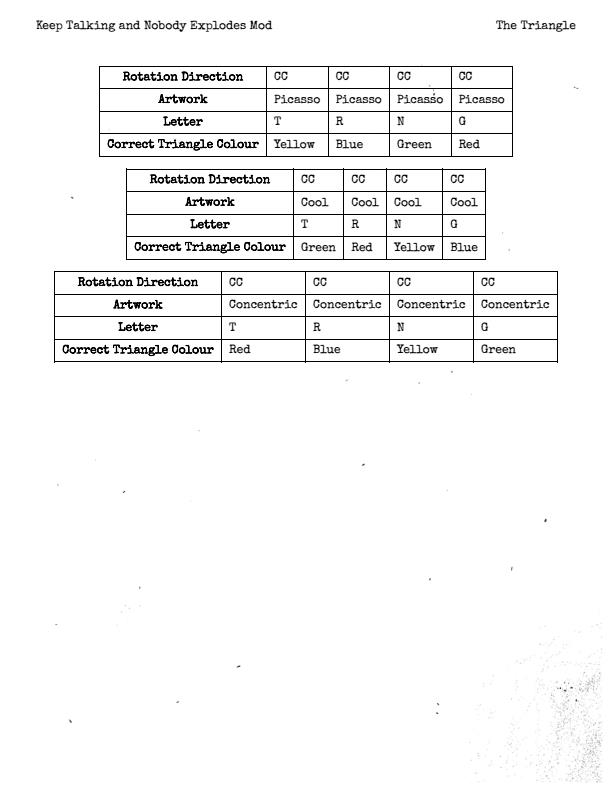 Keep Talking and Nobody Explodes Mod The Triangle
Rotation Direction CC CC CC CC
Artwork Picasso Picasso Picasso Picasso
Letter T R N G
Correct Triangle Colour Yellow Blue Green Red
Rotation Direction CC CC CC CC
Artwork Cool Cool Cool Cool
Letter T R N G
Correct Triangle Colour Green Red Yellow Blue
Rotation Direction CC CC CC CC
Artwork Concentric Concentric Concentric Concentric
Letter T R N G
Correct Triangle Colour Red Blue Yellow Green